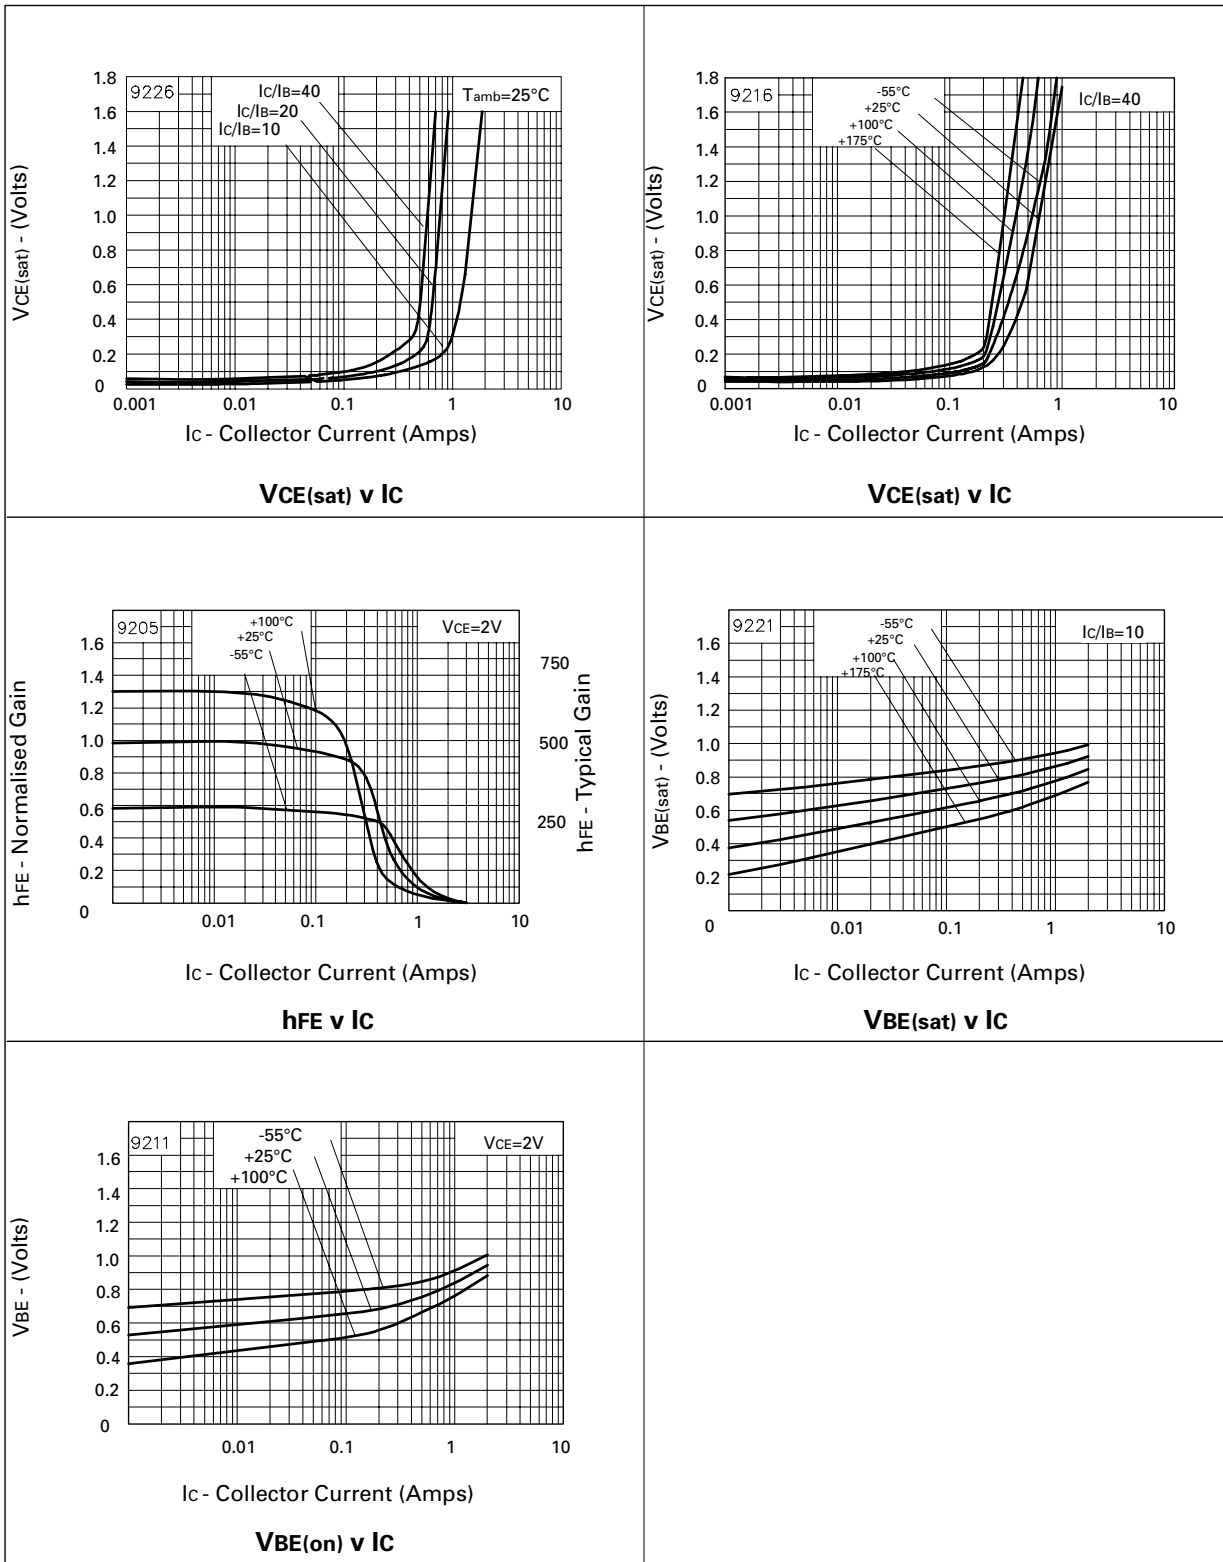 1.8
1.6
1.4
1.2
1.0
0.8
0.6
0.4
0.2
0
VCE(sat) - (Volts)
9226
IC/IB=40
IC/IB=20
IC/IB=10
Tamb=25°C
0.001
0.01
0.1
1
10
IC - Collector Current (Amps)
VCE(sat) v IC
1.8
1.6
1.4
1.2
1.0
0.8
0.6
0.4
0.2
0
VCE(sat) - (Volts)
9216
-55°C
+25°C
+100°C
+175°C
IC/IB=40
0.001
0.01
0.1
1
10
IC - Collector Current (Amps)
VCE(sat) v IC
1.6
1.4
1.2
1.0
0.8
0.6
0.4
0.2
0
hFE - Normalised Gain
9205
+100°C
+25°C
-55°C
VCE=2V
750
500
250
hFE - Typical Gain
0.01
0.1
1
10
IC - Collector Current (Amps)
hFE v IC
1.6
1.4
1.2
1.0
0.8
0.6
0.4
0.2
0
VBE(sat) - (Volts)
9221
-55°C
+25°C
+100°C
+175°C
IC/IB=10
0.01
0.1
1
10
IC - Collector Current (Amps)
VBE(sat) v IC
1.6
1.4
1.2
1.0
0.8
0.6
0.4
0.2
0
VBE - (Volts)
9211
-55°C
+25°C
+100°C
VCE=2V
0.01
0.1
1
10
IC - Collector Current (Amps)
VBE(on) v IC